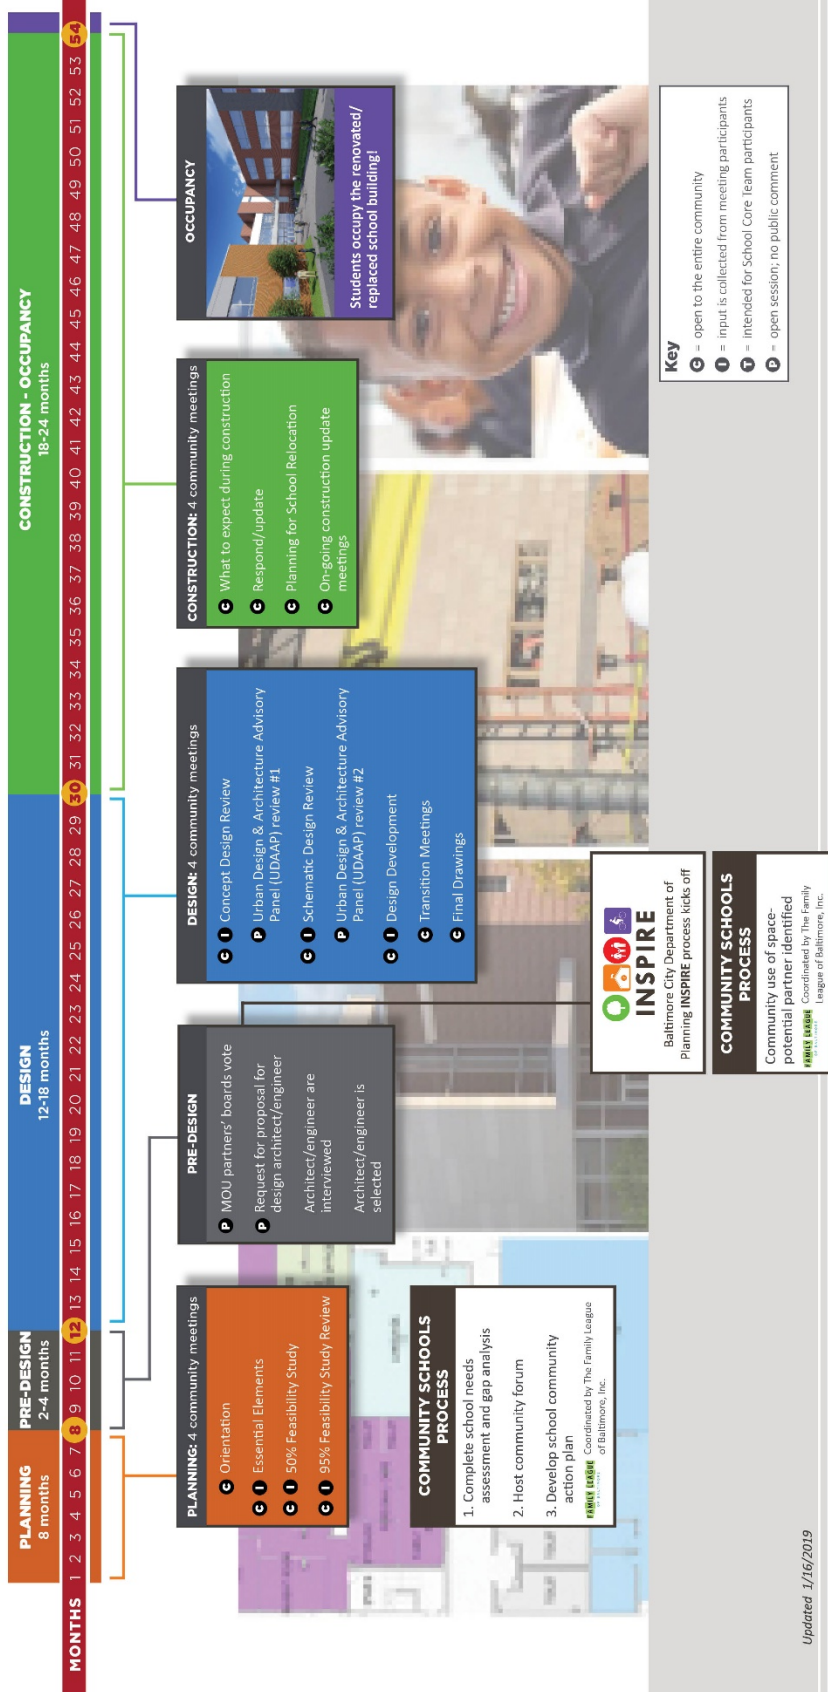 PLANNING
8 months
PRE-DESIGN
2-4 months
DESIGN
12-18 months
CONSTRUCTION - OCCUPANCY
18-24 months
MONTHS 1 2 3 4 5 6 7 8 9 10 11 12 13 14 15 16 17 18 19 20 21 22 23 24 25 26 27 28 29 30 31 32 33 34 35 36 37 38 39 40 41 42 43 44 45 46 47 48 49 50 51 52 53 54
PLANNING: 4 community meetings
C Orientation
C I Essential Elements
C I 50% Feasibility Study
C I 95% Feasibility Study Review
COMMUNITY SCHOOLS
PROCESS
1. Complete school needs
assessment and gap analysis
2. Host community forum
3. Develop school community
action plan
FAMILY LEAGUE
Coordinated by The Family League
of Baltimore, Inc.
PRE-DESIGN
P MOU partners' boards vote
P Request for proposal for
design architect/engineer
Architect/engineer are
interviewed
Architect/engineer is
selected
DESIGN: 4 community meetings
C I Concept Design Review
P Urban Design & Architecture Advisory
Panel (UDAAP) review #1
C I Schematic Design Review
P Urban Design & Architecture Advisory
Panel (UDAAP) review #2
C I Design Development
C Transition Meetings
C Final Drawings
INSPIRE
Baltimore City Department of
Planning INSPIRE process kicks off
COMMUNITY SCHOOLS
PROCESS
Community use of space-
potential partner identified
FAMILY LEAGUE
Coordinated by The Family
League of Baltimore, Inc.
CONSTRUCTION: 4 community meetings
C What to expect during construction
C Respond/update
C Planning for School Relocation
C On-going construction update
meetings
OCCUPANCY
Students occupy the renovated/
replaced school building!
Key
C = open to the entire community
I = input is collected from meeting participants
T = intended for School Core Team participants
P = open session; no public comment
Updated 1/16/2019